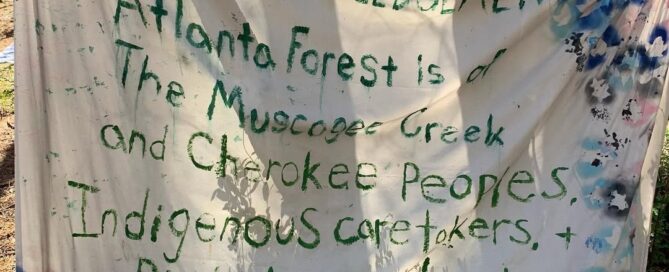 Atlanta Forest is of
The Muscogee Creek
and Cherokee Peoples,
Indigenous caretakers, +